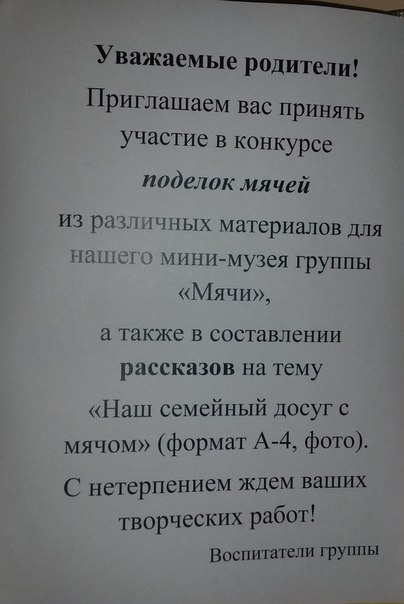 Уважаемые родители!
Приглашаем вас принять
участие в конкурсе
поделок мячей
из различных материалов для
нашего мини-музея группы
«Мячи»,
а также в составлении
рассказов на тему
«Наш семейный досуг с
мячом» (формат А-4, фото).
С нетерпением ждем ваших
творческих работ!
Воспитатели группы